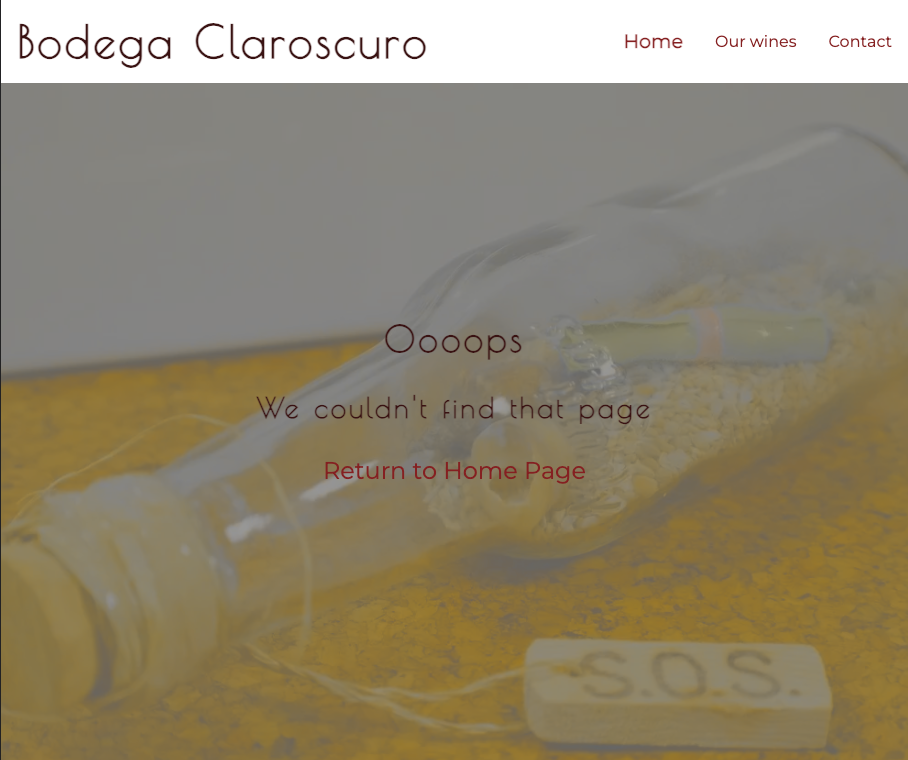 Bodega Claroscuro
Home Our wines Contact
Oooops
We couldn't find that page
Return to Home Page
S.O.S.